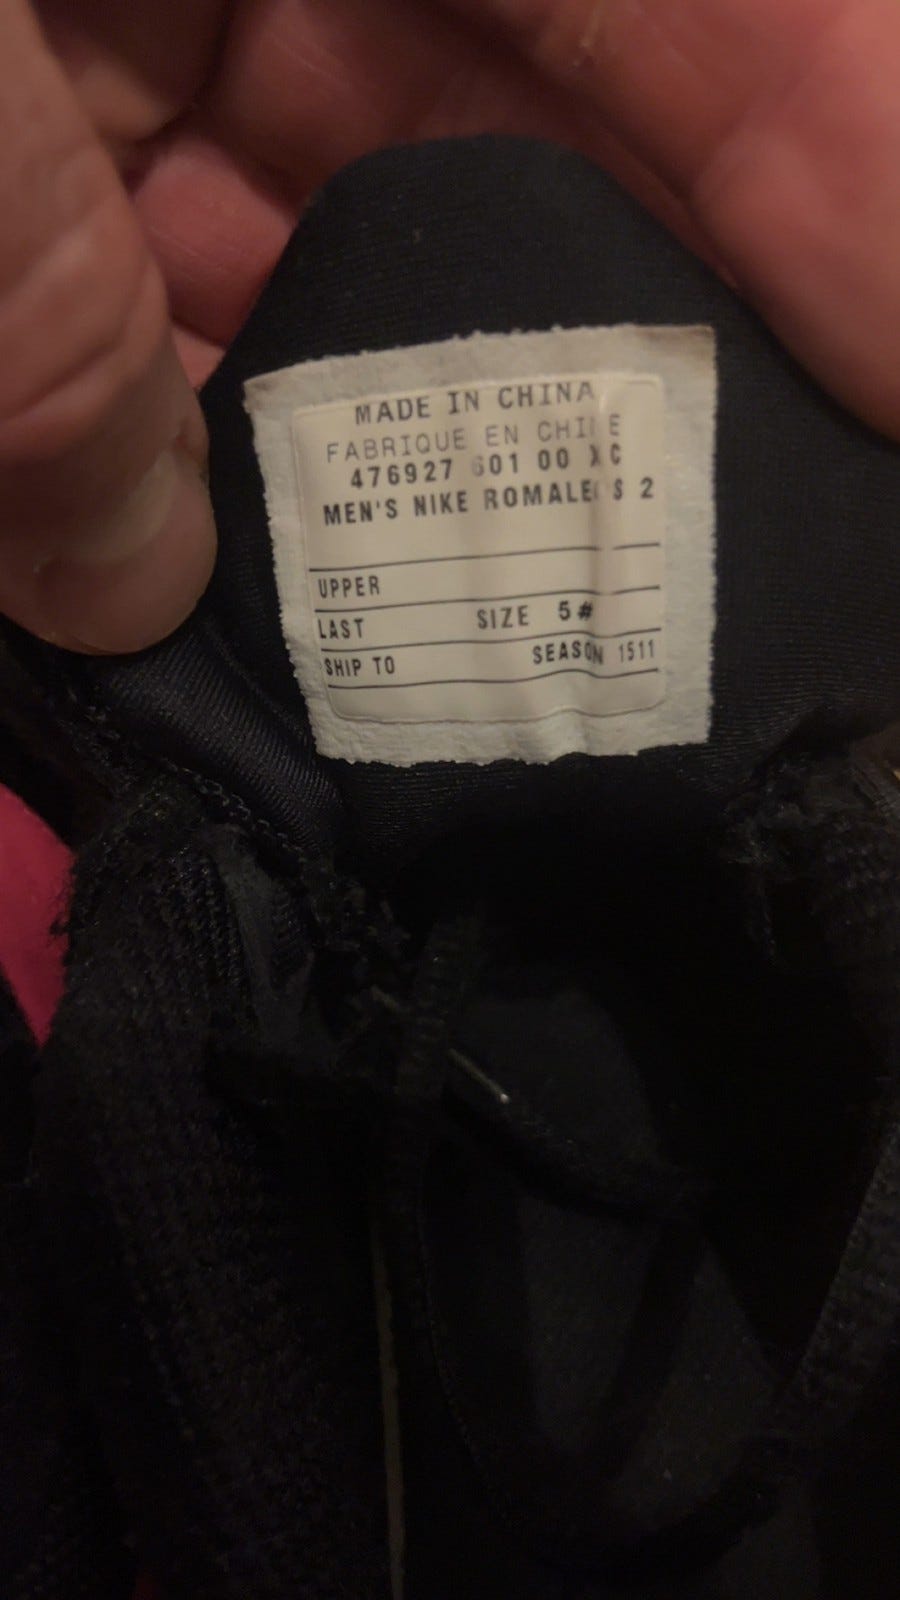 MADE IN CHINA
FABRIQUE EN CHINE
476927 601 00 XC
MEN'S NIKE ROMALEOS 2
UPPER
LAST SIZE 5#
SHIP TO SEASON 1511